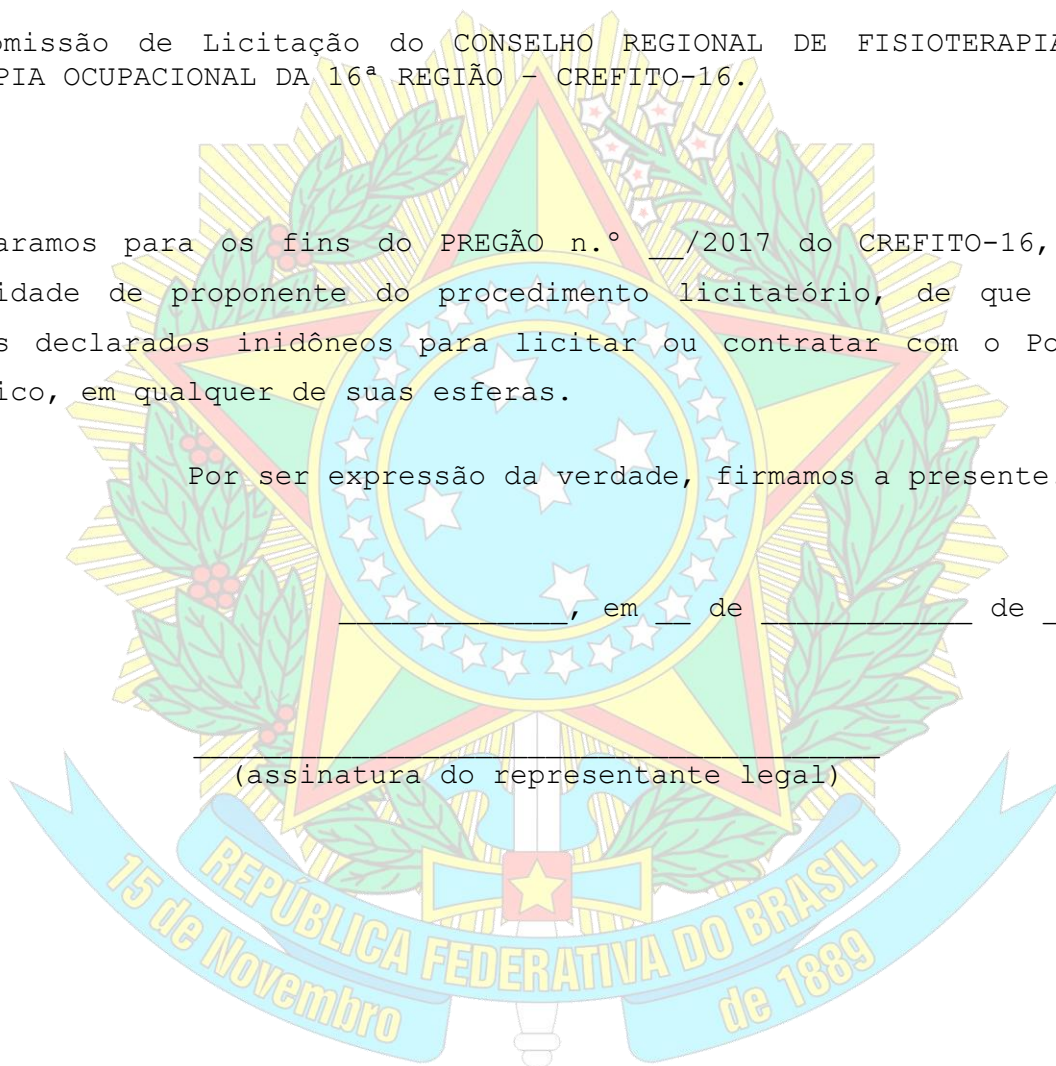 omissão de Licitação do CONSELHO REGIONAL DE FISIOTERAPIA
PIA OCUPACIONAL DA 16ª REGIÃO – CREFITO-16.
aramos para os fins do PREGÃO n.º __/2017 do CREFITO-16,
idade de proponente do procedimento licitatório, de que
s declarados inidôneos para licitar ou contratar com o Po
ico, em qualquer de suas esferas.
Por ser expressão da verdade, firmamos a presente.
_____________, em __ de ____________ de _
_______________________________________
(assinatura do representante legal)
REPÚBLICA FEDERATIVA DO BRASIL
15 de Novembro de 1889